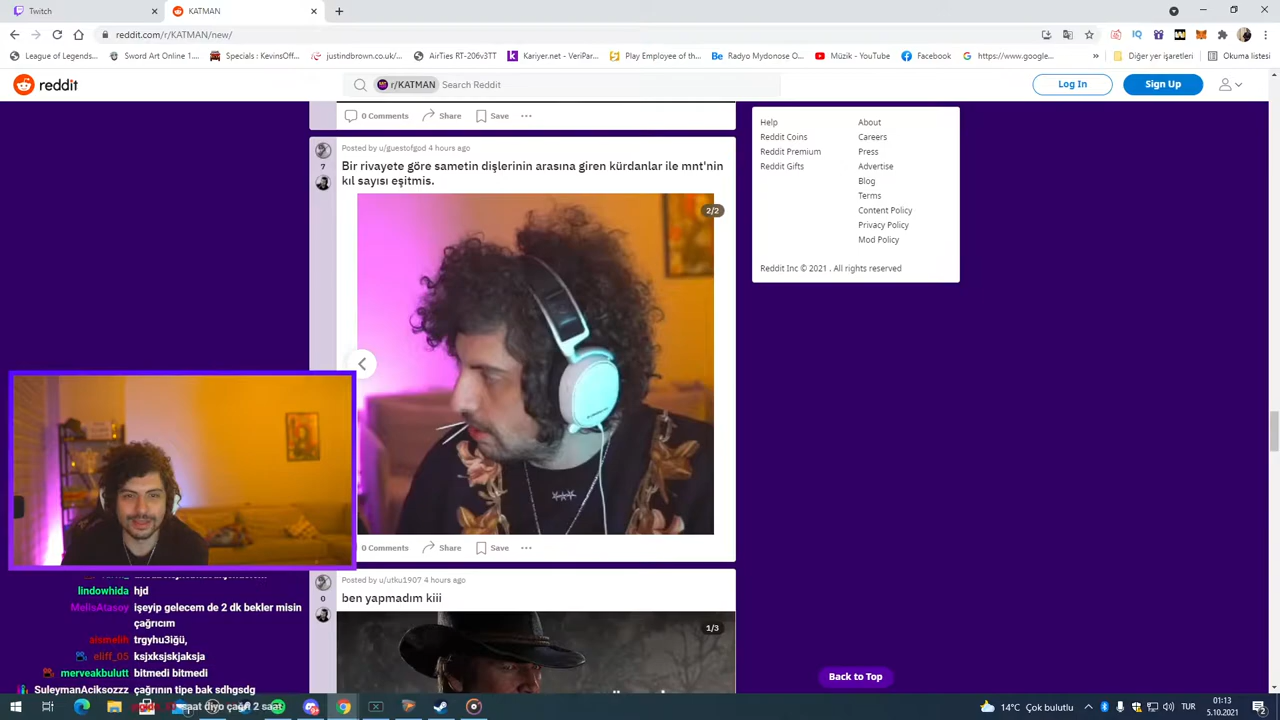 Twitch
KATMAN
reddit.com/r/KATMAN/new/
League of Legends...
Sword Art Online 1...
Specials : KevinsOff...
justindbrown.co.uk/...
AirTies RT-206v3TT
Kariyer.net - VeriPar...
Play Employee of th...
Radyo Mydonose O...
Müzik - YouTube
Facebook
https://www.google...
Diğer yer işaretleri
Okuma listesi
reddit
r/KATMAN
Search Reddit
Log In
Sign Up
0 Comments
Share
Save
Help
Reddit Coins
Reddit Premium
Reddit Gifts
About
Careers
Press
Advertise
Blog
Terms
Content Policy
Privacy Policy
Mod Policy
Reddit Inc © 2021 . All rights reserved
7
Posted by u/guestofgod 4 hours ago
Bir rivayete göre sametin dişlerinin arasına giren kürdanlar ile mnt'nin
kıl sayısı eşitmis.
2/2
0 Comments
Share
Save
0
Posted by u/utku1907 4 hours ago
ben yapmadım kiii
1/3
lindowhida hjd
MelisAtasoy işeyip gelecem de 2 dk bekler misin
çağrıcım
aismelih trgyhu3iğü,
eliff_05 ksjxksjskjaksja
merveakbulutt bitmedi bitmedi
SuleymanAciksozzz çağrının tipe bak sdhgsdg
saat diyo çağrı 2 saat
Back to Top
14°C Çok bulutlu
TUR
01:13
5.10.2021
2